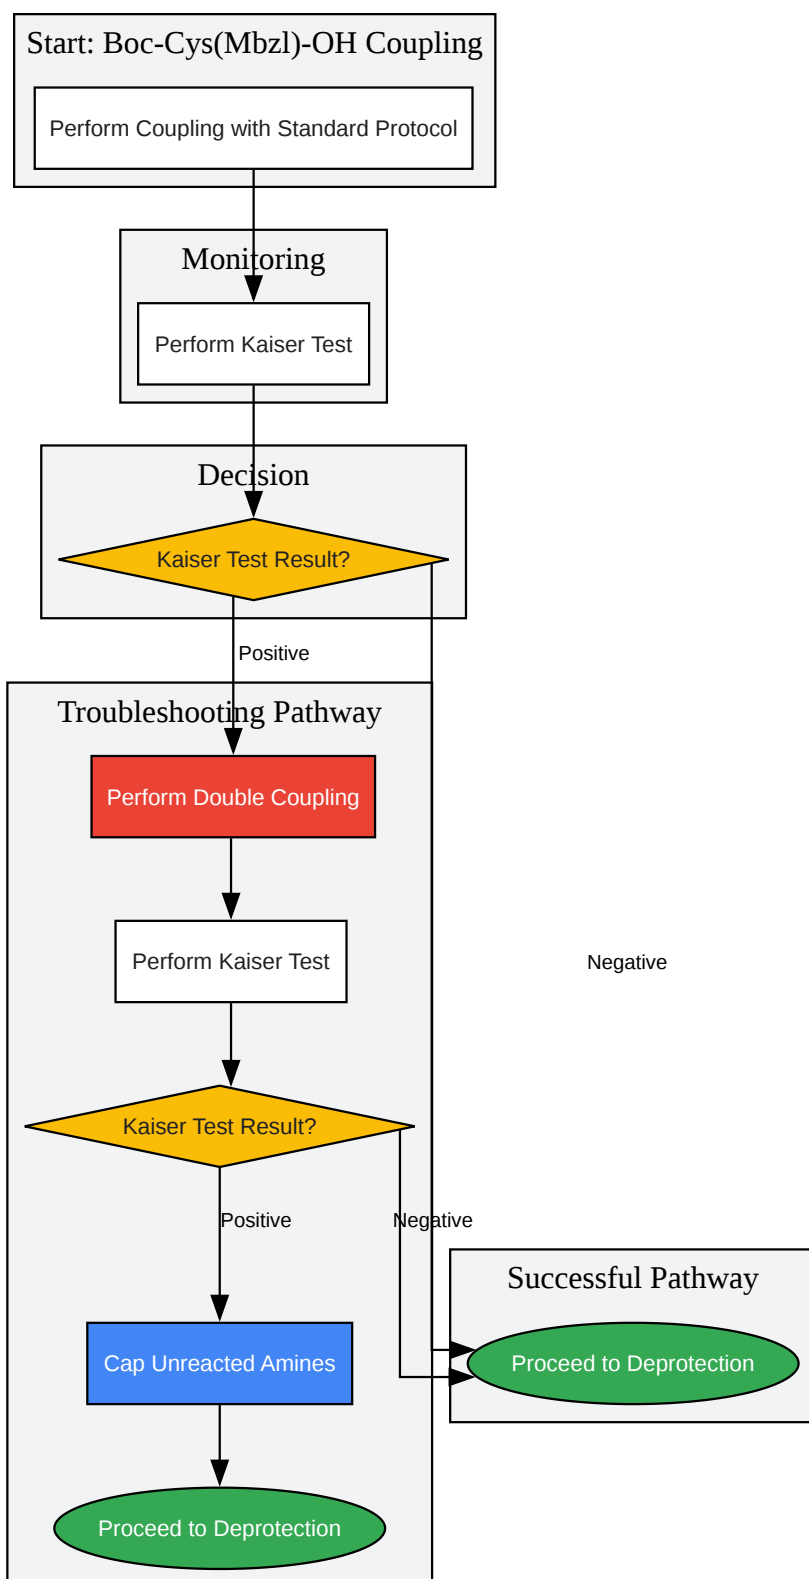 Start: Boc-Cys(Mbzl)-OH Coupling
Perform Coupling with Standard Protocol
Monitoring
Perform Kaiser Test
Decision
Kaiser Test Result?
Positive
Troubleshooting Pathway
Perform Double Coupling
Perform Kaiser Test
Negative
Kaiser Test Result?
Positive
Negative
Successful Pathway
Cap Unreacted Amines
Proceed to Deprotection
Proceed to Deprotection